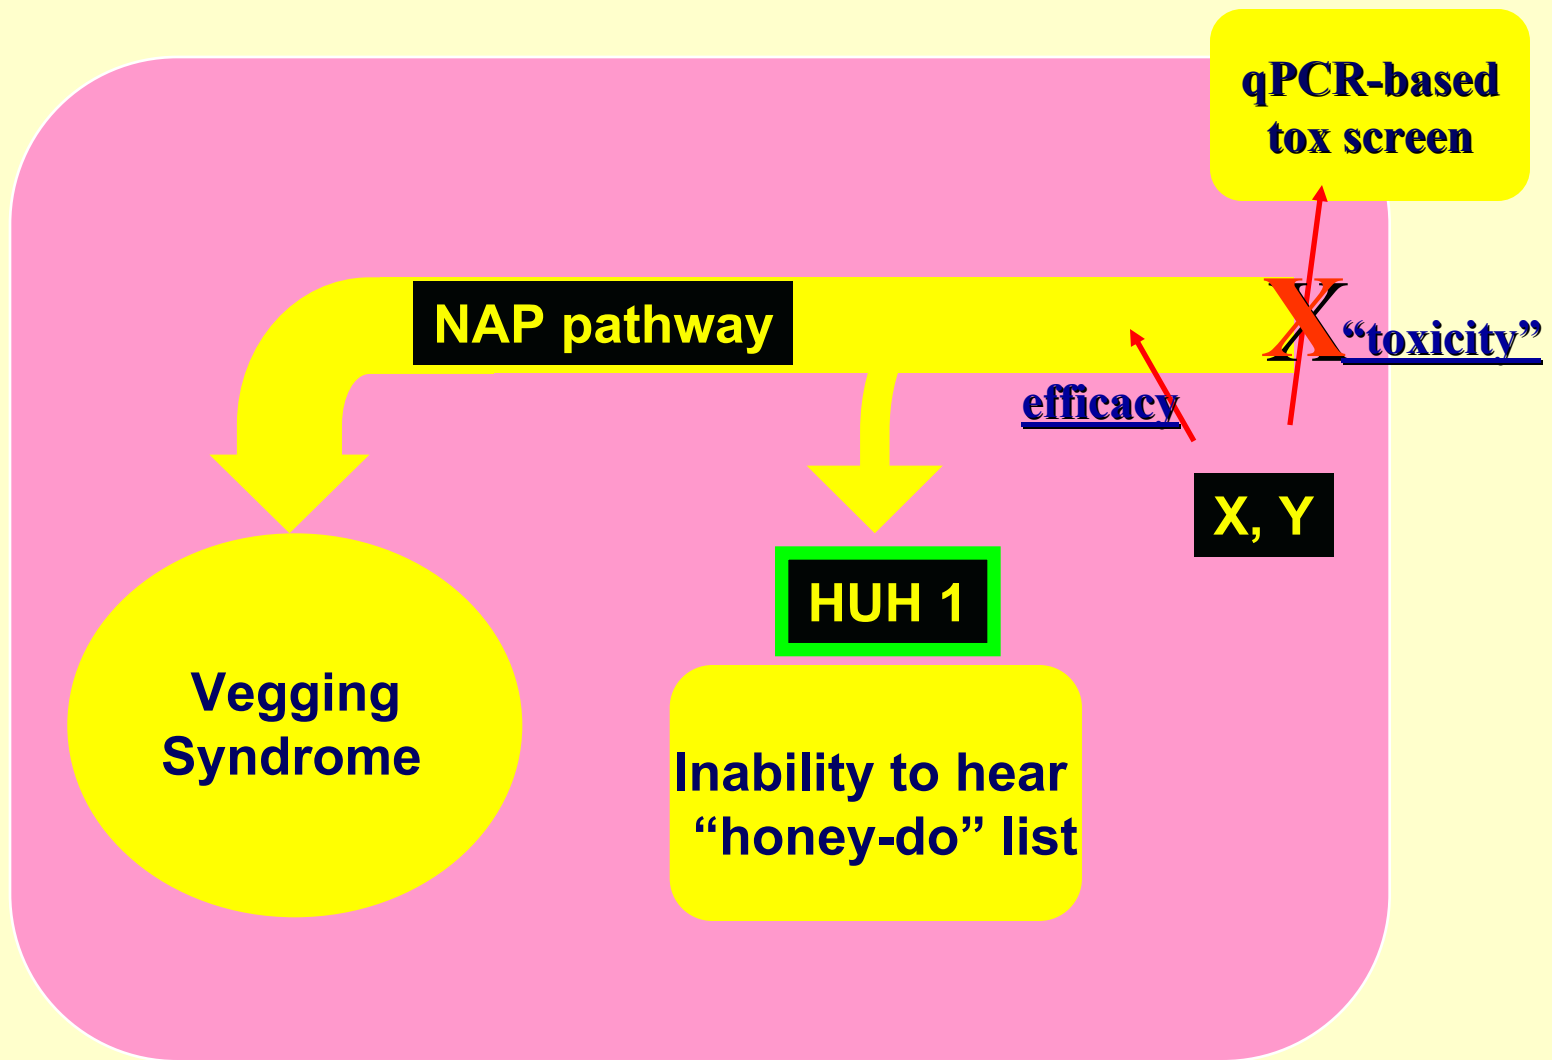 qPCR-based
tox screen
NAP pathway
X
“toxicity”
efficacy
X, Y
HUH 1
Vegging
Syndrome
Inability to hear
“honey-do” list